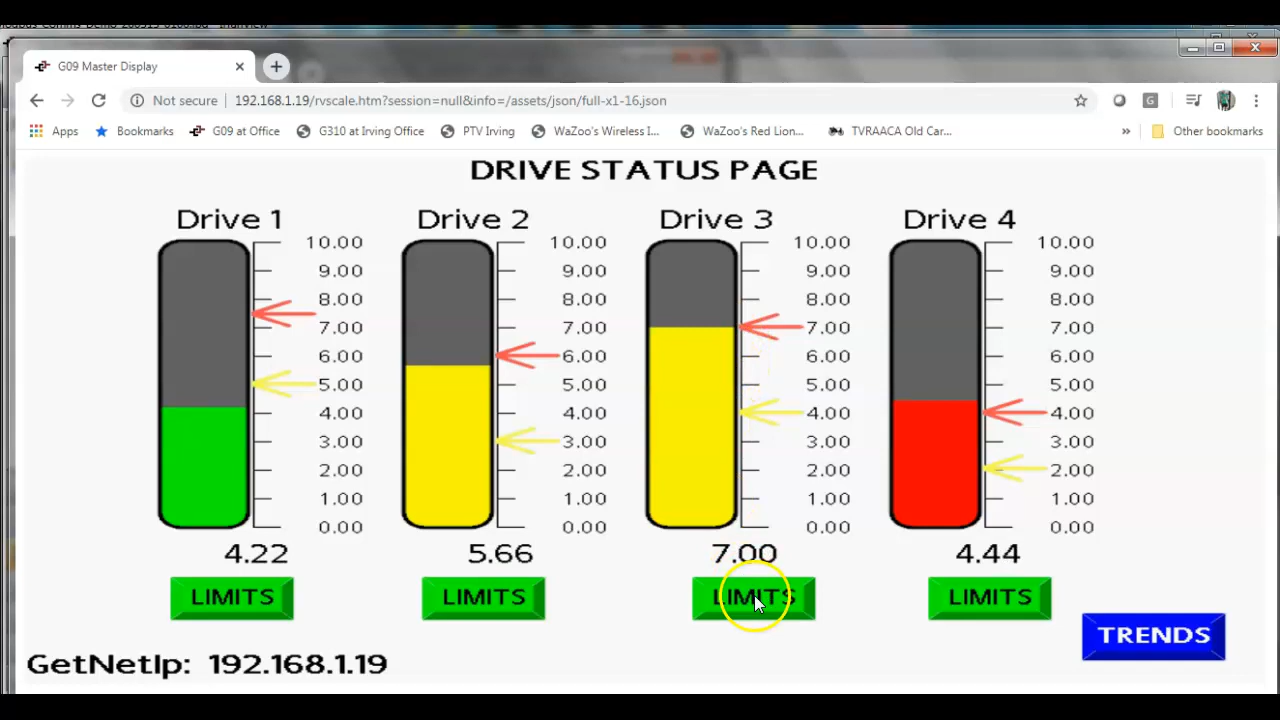 G09 Master Display
Not secure 192.168.1.19/rvscale.htm?session=null&info=/assets/json/full-x1-16.json
Apps Bookmarks G09 at Office G310 at Irving Office PTV Irving WaZoo's Wireless I... WaZoo's Red Lion... TVRAACA Old Car... » Other bookmarks
DRIVE STATUS PAGE
Drive 1 Drive 2 Drive 3 Drive 4
10.00 10.00 10.00 10.00
9.00 9.00 9.00 9.00
8.00 8.00 8.00 8.00
7.00 7.00 7.00 7.00
6.00 6.00 6.00 6.00
5.00 5.00 5.00 5.00
4.00 4.00 4.00 4.00
3.00 3.00 3.00 3.00
2.00 2.00 2.00 2.00
1.00 1.00 1.00 1.00
0.00 0.00 0.00 0.00
4.22 5.66 7.00 4.44
LIMITS LIMITS LIMITS LIMITS
TRENDS
GetNetIp: 192.168.1.19